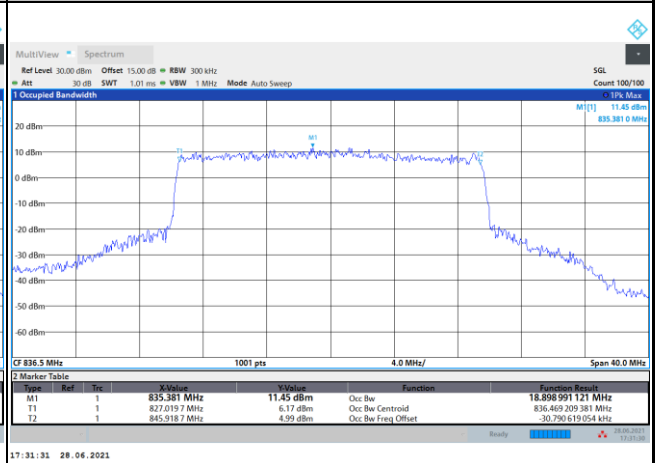 MultiView Spectrum
Ref Level 30.00 dBm Offset 15.00 dB RBW 300 kHz SGL
Att 30 dB SWT 1.01 ms VBW 1 MHz Mode Auto Sweep Count 100/100
1 Occupied Bandwidth 1Pk Max
M1[1] 11.45 dBm
835.381 0 MHz
M1
20 dBm
T1
10 dBm
0 dBm
-10 dBm
-20 dBm
-30 dBm
-40 dBm
-50 dBm
-60 dBm
CF 836.5 MHz 1001 pts 4.0 MHz/ Span 40.0 MHz
2 Marker Table
Type Ref Trc X-Value Y-Value Function Function Result
M1 1 835.381 MHz 11.45 dBm Occ Bw 18.898 991 121 MHz
T1 1 827.019 7 MHz 6.17 dBm Occ Bw Centroid 836.469 209 381 MHz
T2 1 845.918 7 MHz 4.99 dBm Occ Bw Freq Offset -30.790 619 054 kHz
Ready 28.06.2021
17:31:30
17:31:31 28.06.2021